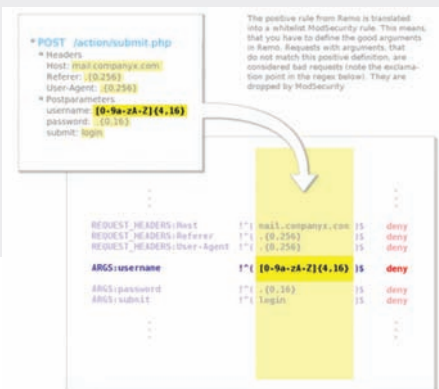 The positive rule from Remo is translated
into a whitelist ModSecurity rule. This means,
that you have to define the good arguments
in Remo. Requests with arguments, that
do not match this positive definition, are
considered bad requests (note the exclama-
tion point in the reges below). They are
dropped by ModSecurity
* POST /action/submit.php
* Headers
Host: mail.companyx.com
Referer: .{0,256}
User-Agent: .{0,256}
* Postparameters
username: [0-9a-zA-Z]{4,16}
password: .{0,16}
submit: login
REQUEST_HEADERS:Host !"^( mail.companyx.com )$ deny
REQUEST_HEADERS:Referer !"^( .{0,256} )$ deny
REQUEST_HEADERS:User-Agent !"^( .{0,256} )$ deny
ARGS:username !"^( [0-9a-zA-Z]{4,16} )$ deny
ARGS:password !"^( .{0,16} )$ deny
ARGS:submit !"^( login )$ deny